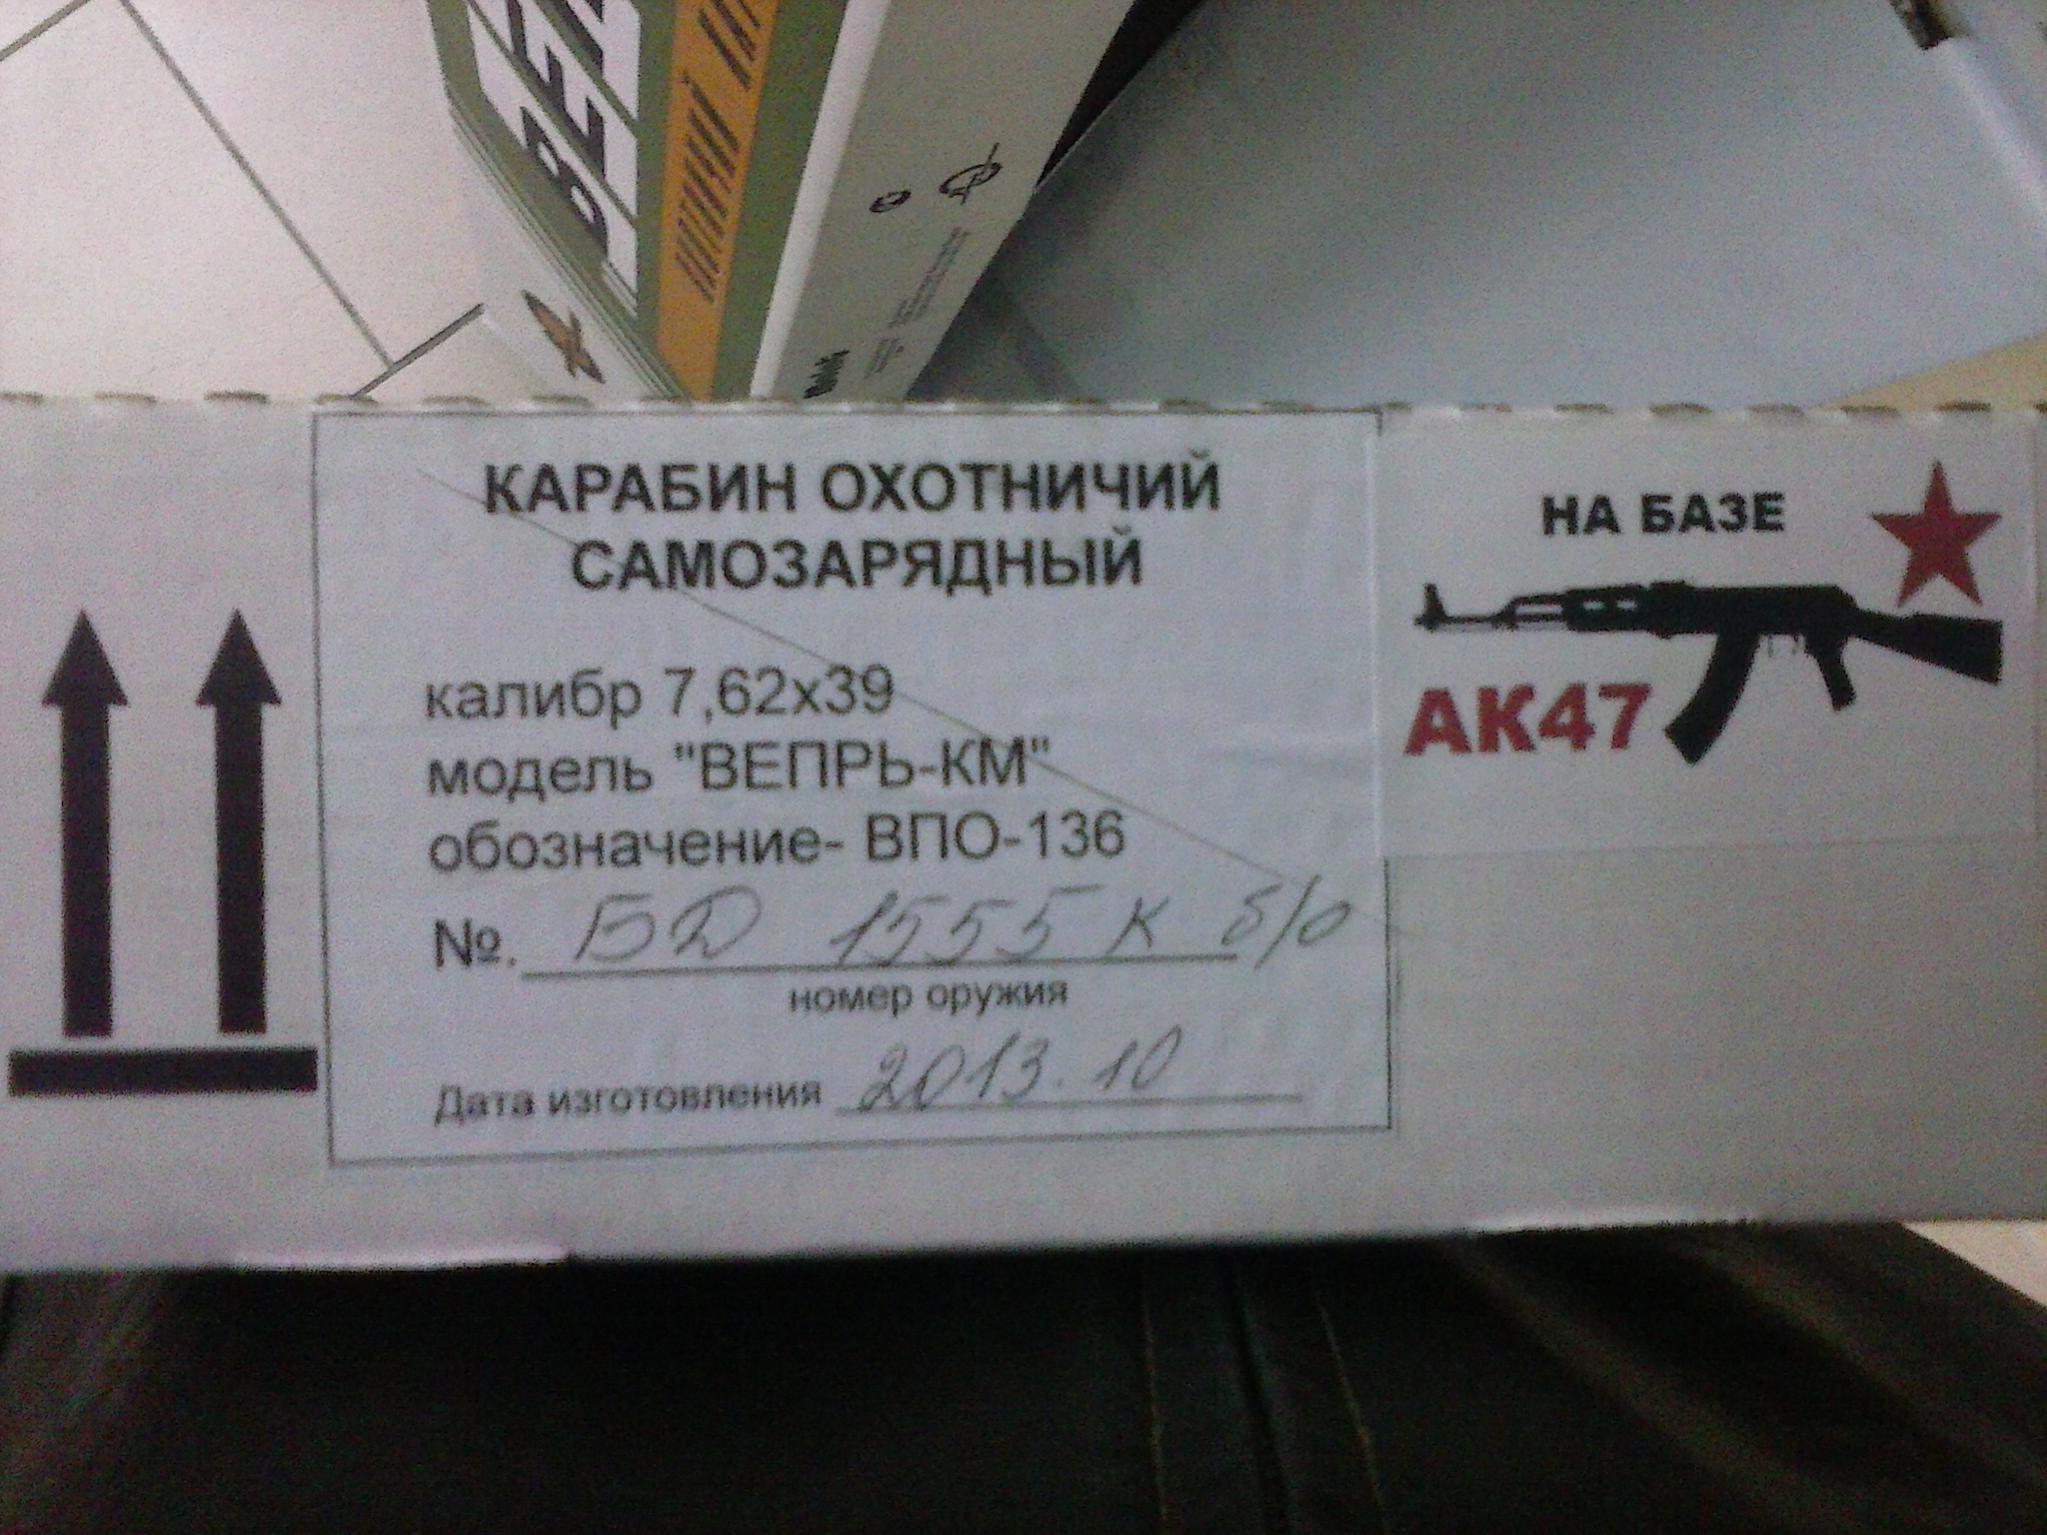 КАРАБИН ОХОТНИЧИЙ
САМОЗАРЯДНЫЙ
калибр 7,62х39
модель "ВЕПРЬ-КМ"
обозначение- ВПО-136
№. БД 1555 К б/о
номер оружия
Дата изготовления 2013.10
НА БАЗЕ
АК47